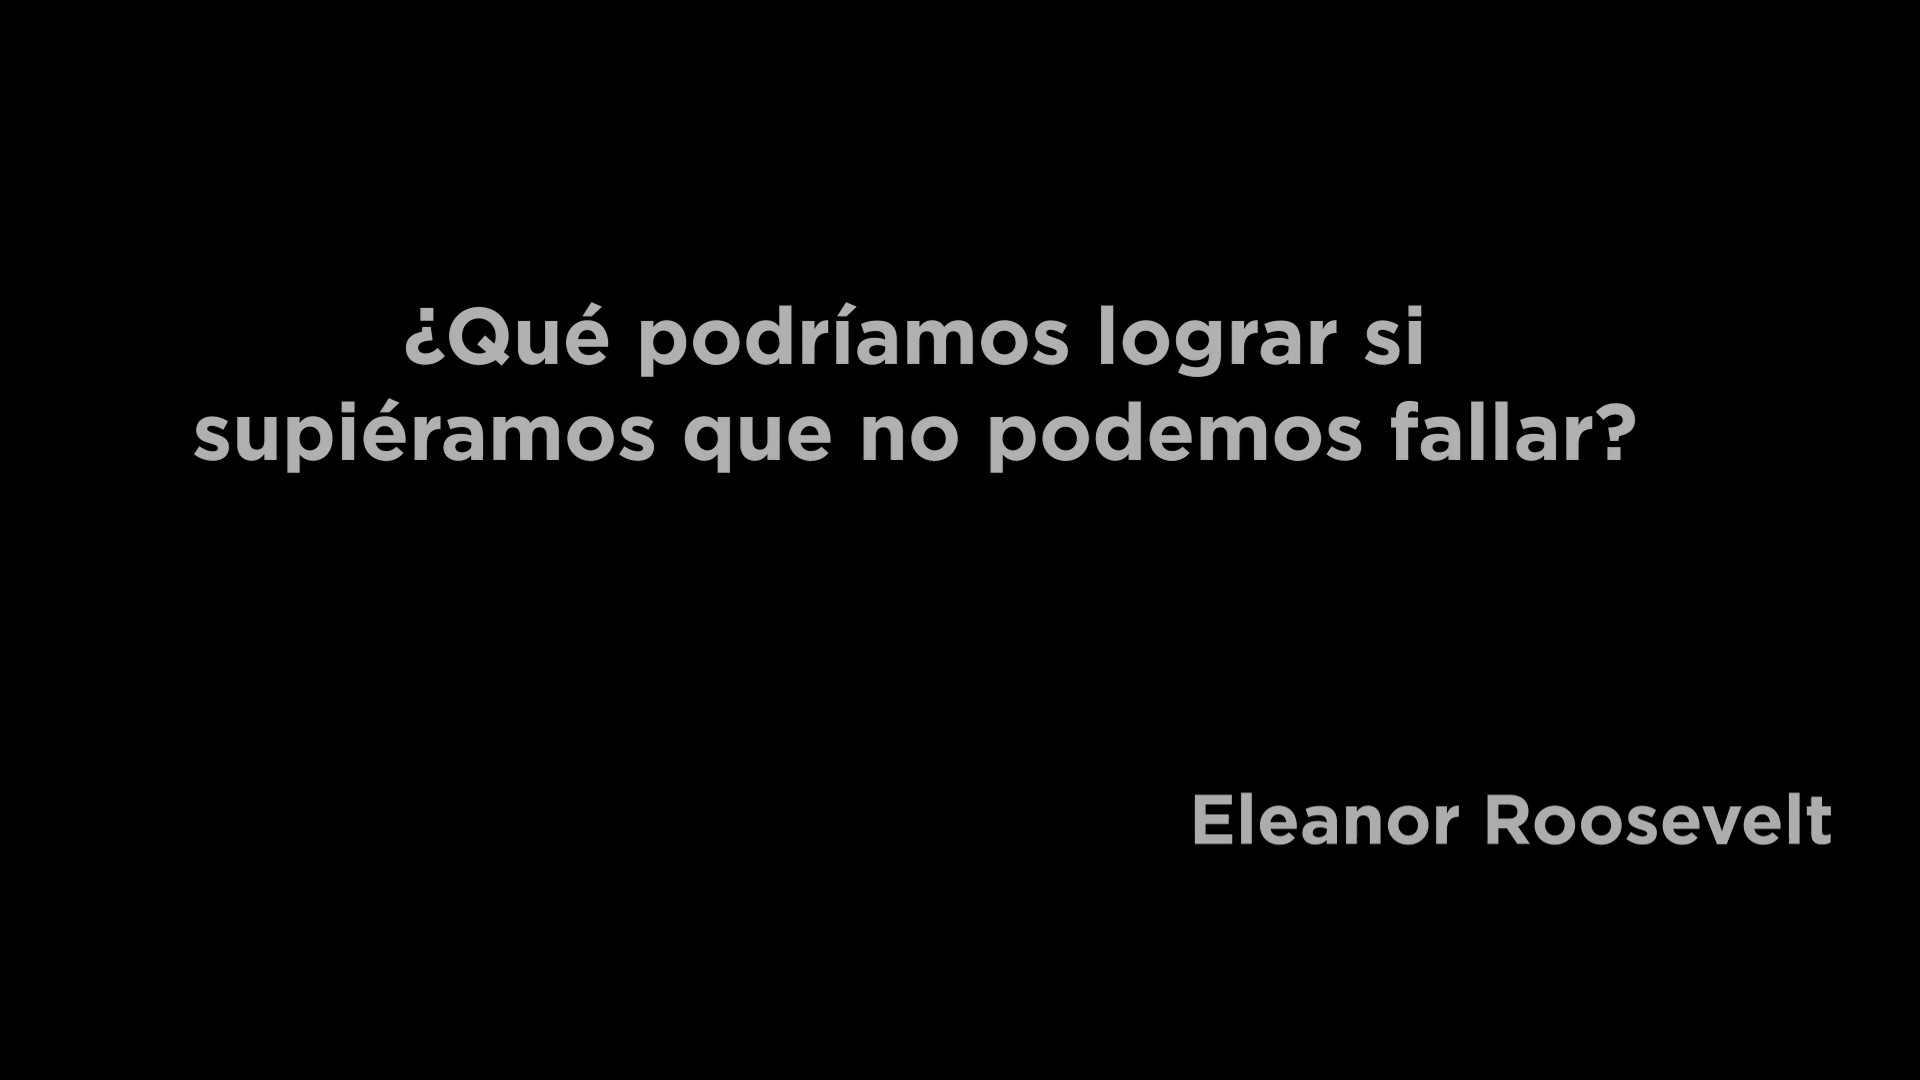 ¿Qué podríamos lograr si
supiéramos que no podemos fallar?
Eleanor Roosevelt